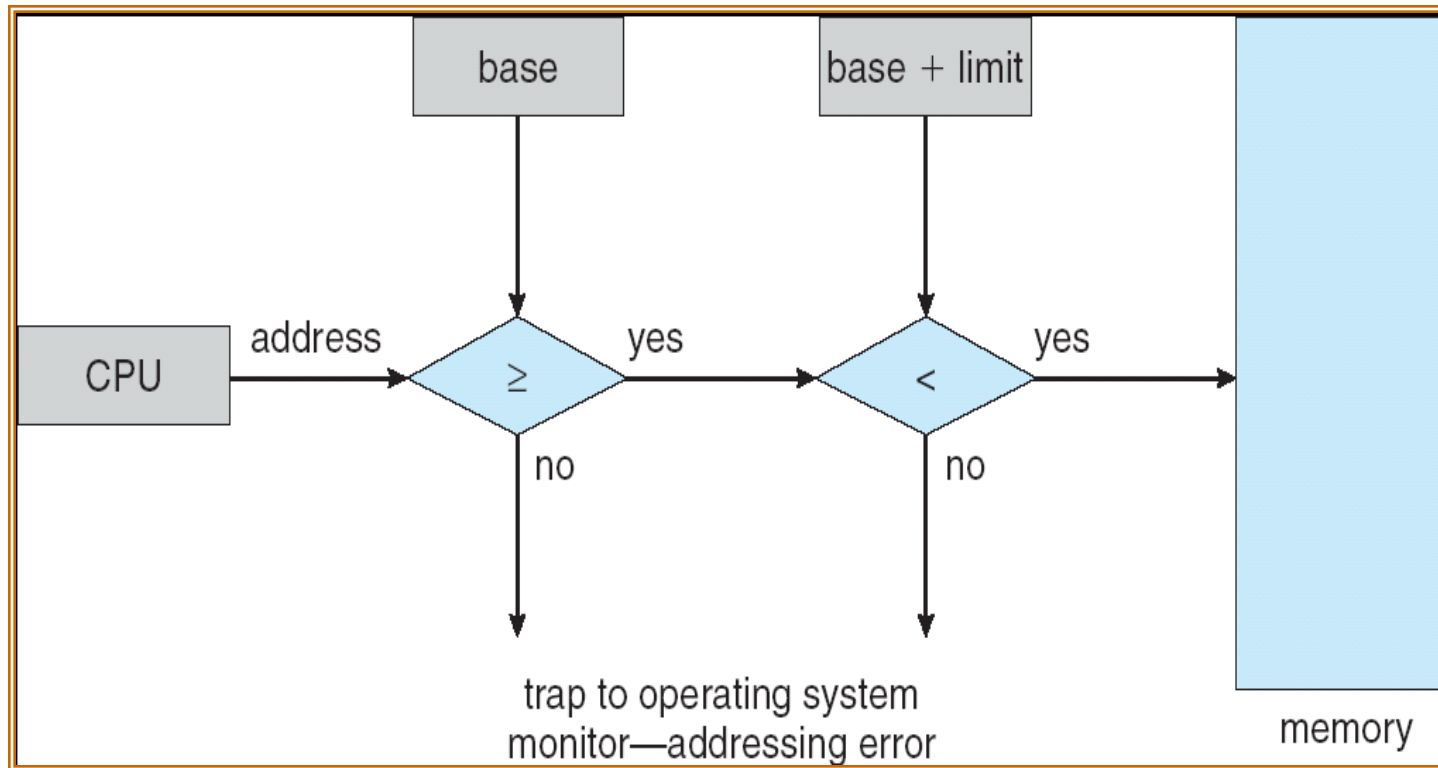 base
base + limit
CPU
address
≥
yes
<
yes
no
no
trap to operating system
monitor—addressing error
memory